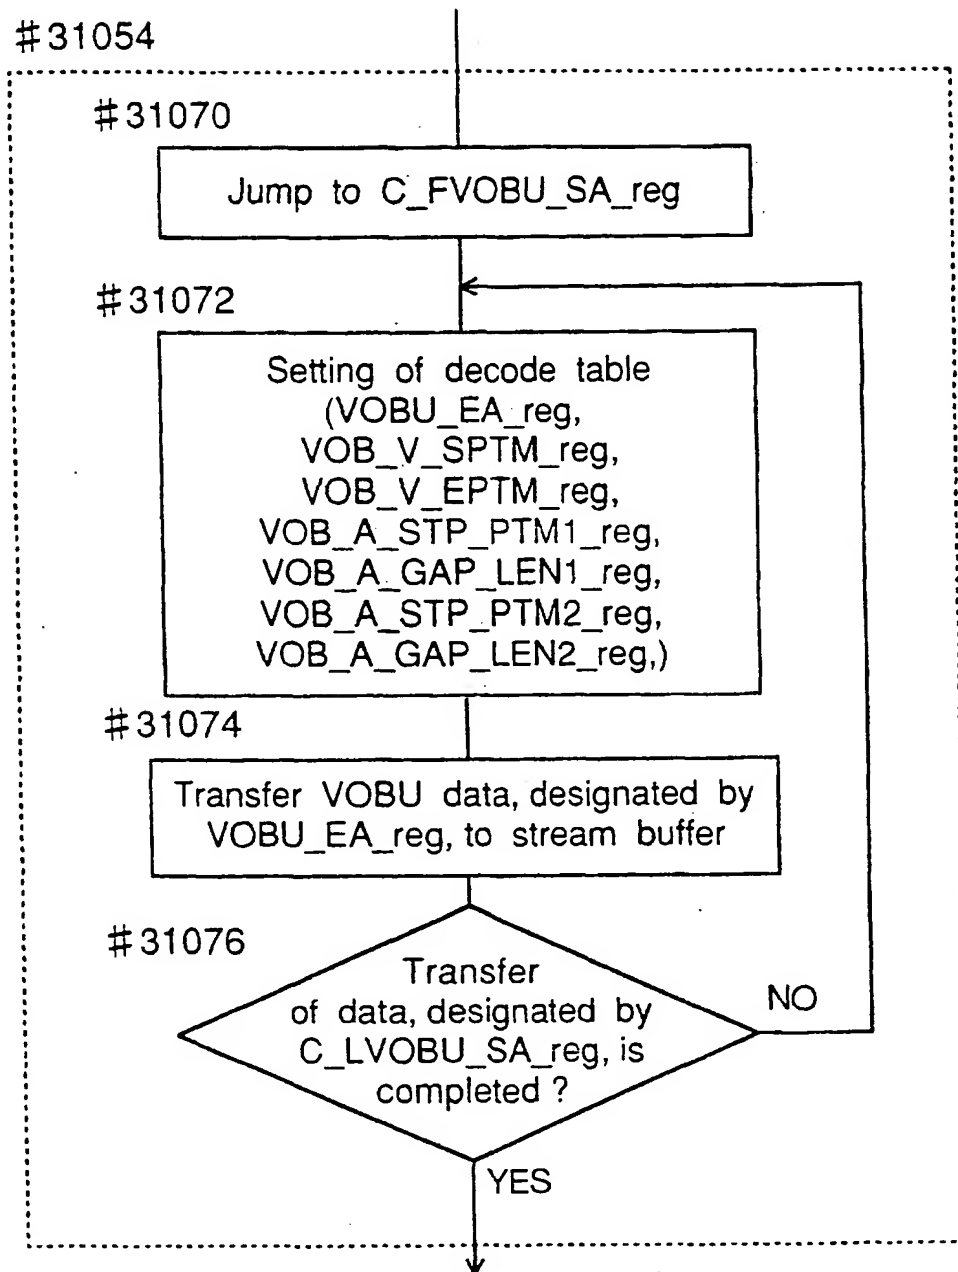 #31054
#31070
Jump to C_FVOBU_SA_reg
#31072
Setting of decode table
(VOBU_EA_reg,
VOB_V_SPTM_reg,
VOB_V_EPTM_reg,
VOB_A_STP_PTM1_reg,
VOB_A_GAP_LEN1_reg,
VOB_A_STP_PTM2_reg,
VOB_A_GAP_LEN2_reg,)
#31074
Transfer VOBU data, designated by
VOBU_EA_reg, to stream buffer
#31076
Transfer
of data, designated by
C_LVOBU_SA_reg, is
completed ?
NO
YES